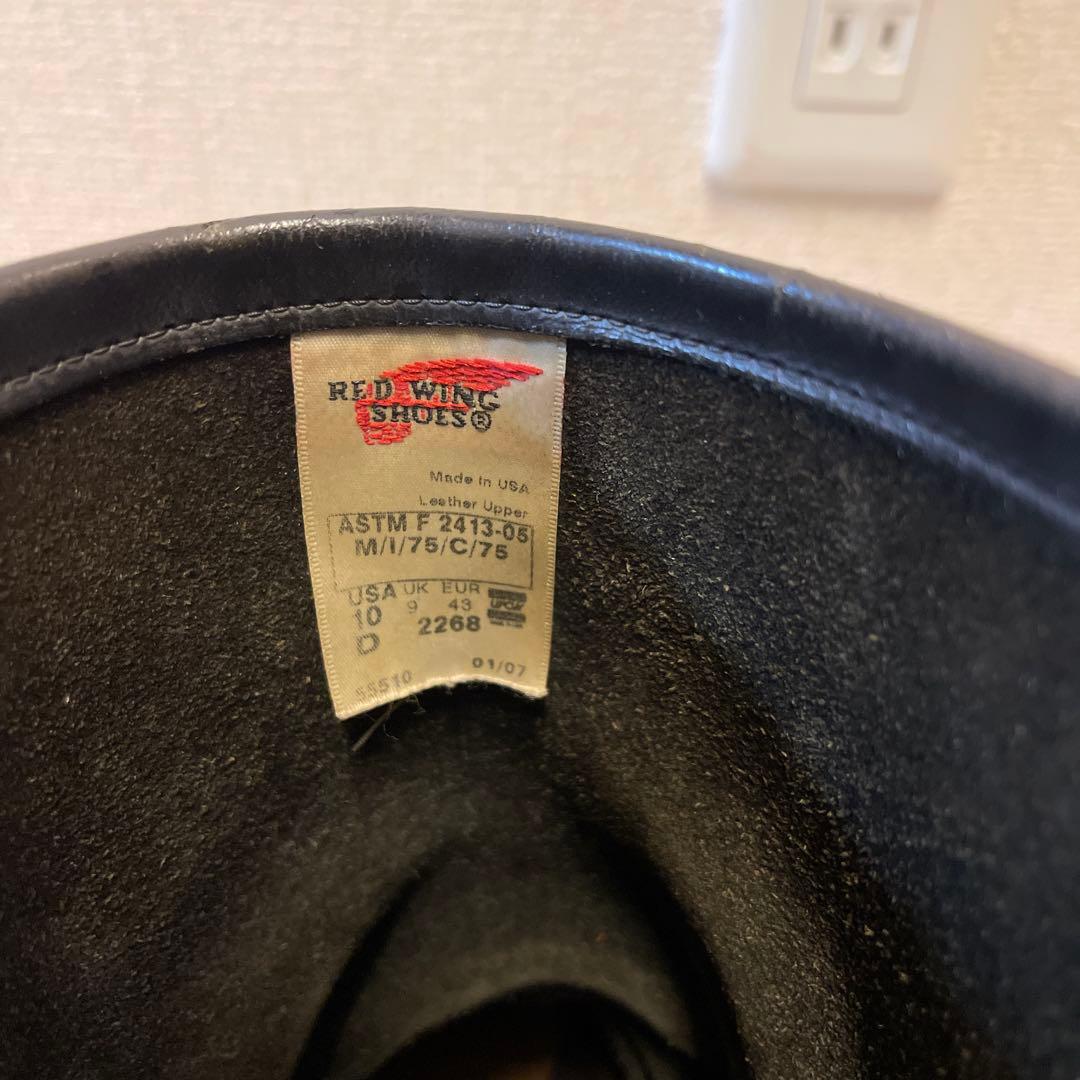 RED WING
SHOES®
Made in USA
Leather Upper
ASTM F 2413-05
M/I/75/C/75
USA UK EUR
10 9 43
D 2268
55510 01/07